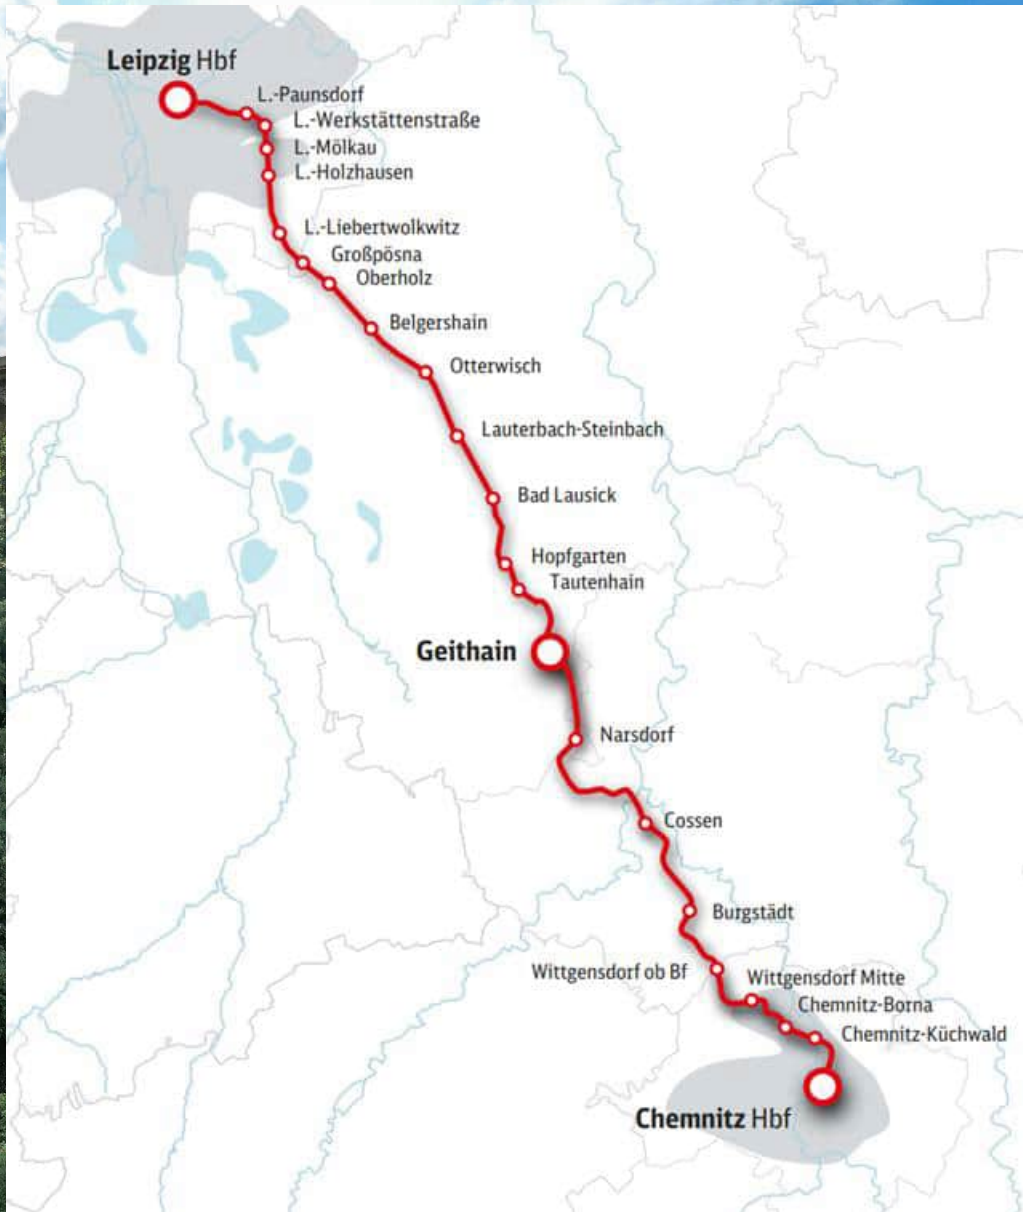 Leipzig Hbf
L.-Paunsdorf
L.-Werkstättenstraße
L.-Mölkau
L.-Holzhausen
L.-Liebertwolkwitz
Großpösna
Oberholz
Belgershain
Otterwisch
Lauterbach-Steinbach
Bad Lausick
Hopfgarten
Tautenhain
Geithain
Narsdorf
Cossen
Burgstädt
Wittgensdorf ob Bf
Wittgensdorf Mitte
Chemnitz-Borna
Chemnitz-Küchwald
Chemnitz Hbf